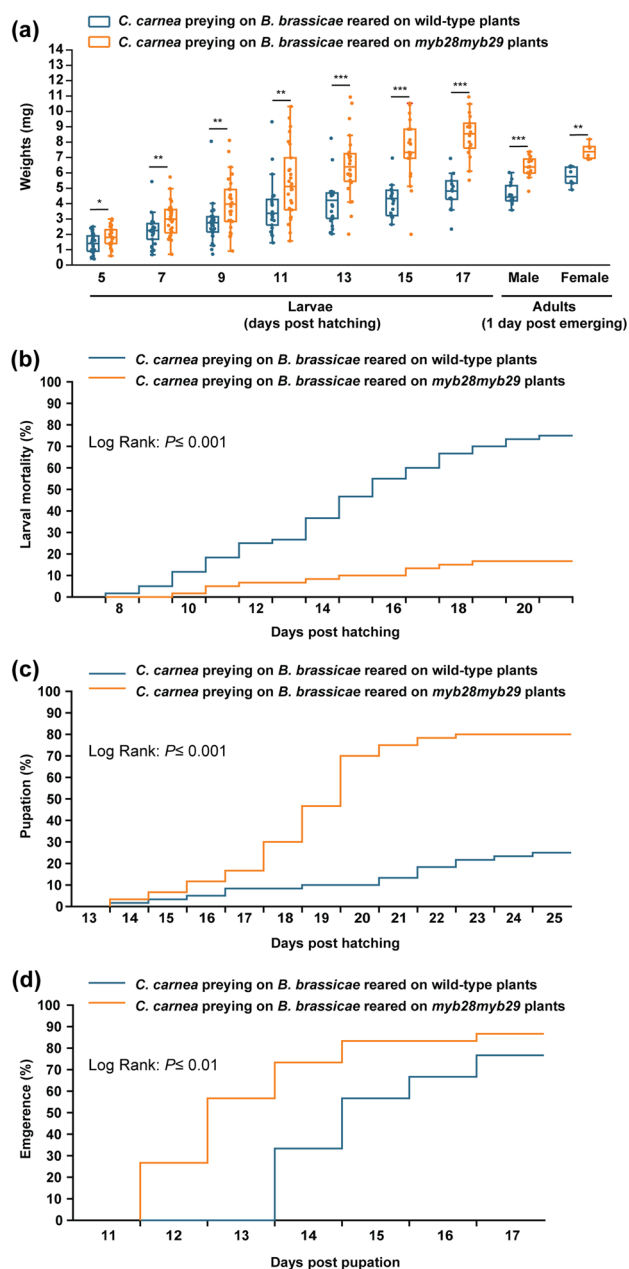 (a)
C. carnea preying on B. brassicae reared on wild-type plants
C. carnea preying on B. brassicae reared on myb28myb29 plants
Weights (mg)
14
13
12
11
10
9
8
7
6
5
4
3
2
1
0
*
**
**
**
***
***
***
***
**
5 7 9 11 13 15 17 Male Female
Larvae
(days post hatching)
Adults
(1 day post emerging)
(b)
C. carnea preying on B. brassicae reared on wild-type plants
C. carnea preying on B. brassicae reared on myb28myb29 plants
Log Rank: P≤ 0.001
Larval mortality (%)
100
90
80
70
60
50
40
30
20
10
0
8 10 12 14 16 18 20
Days post hatching
(c)
C. carnea preying on B. brassicae reared on wild-type plants
C. carnea preying on B. brassicae reared on myb28myb29 plants
Log Rank: P≤ 0.001
Pupation (%)
100
90
80
70
60
50
40
30
20
10
0
13 14 15 16 17 18 19 20 21 22 23 24 25
Days post hatching
(d)
C. carnea preying on B. brassicae reared on wild-type plants
C. carnea preying on B. brassicae reared on myb28myb29 plants
Log Rank: P≤ 0.01
Emgerence (%)
100
90
80
70
60
50
40
30
20
10
0
11 12 13 14 15 16 17
Days post pupation